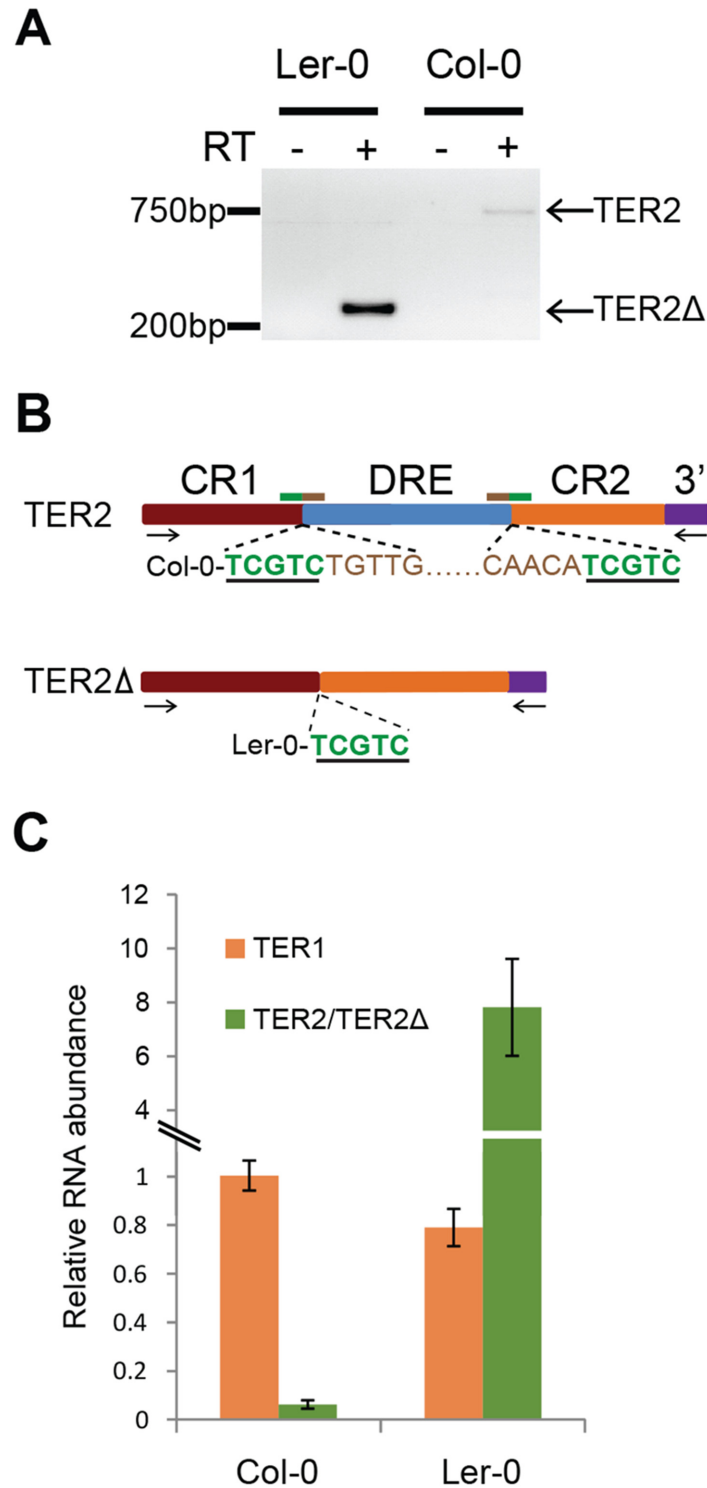 A
Ler-0 Col-0
RT - + - +
750bp TER2
200bp TER2Δ
B
CR1 DRE CR2 3’
TER2
Col-0-TCGTCTGTTG......CAACATCGTC
TER2Δ
Ler-0-TCGTC
C
12
10
8
6
4
1
0.8
0.6
0.4
0.2
0
Relative RNA abundance
TER1
TER2/TER2Δ
Col-0 Ler-0